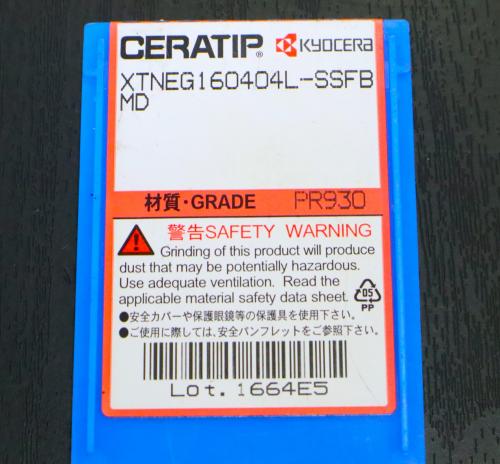 CERATIP® KYOCERA
XTNEG160404L-SSFB
MD
材質・GRADE PR930
警告SAFETY WARNING
Grinding of this product will produce
dust that may be potentially hazardous.
Use adequate ventilation. Read the
applicable material safety data sheet.
05
PP
●安全カバーや保護眼鏡等の保護具を使用下さい。
●ご使用に際しては、安全パンフレットをご参照下さい。
Lot. 1664E5